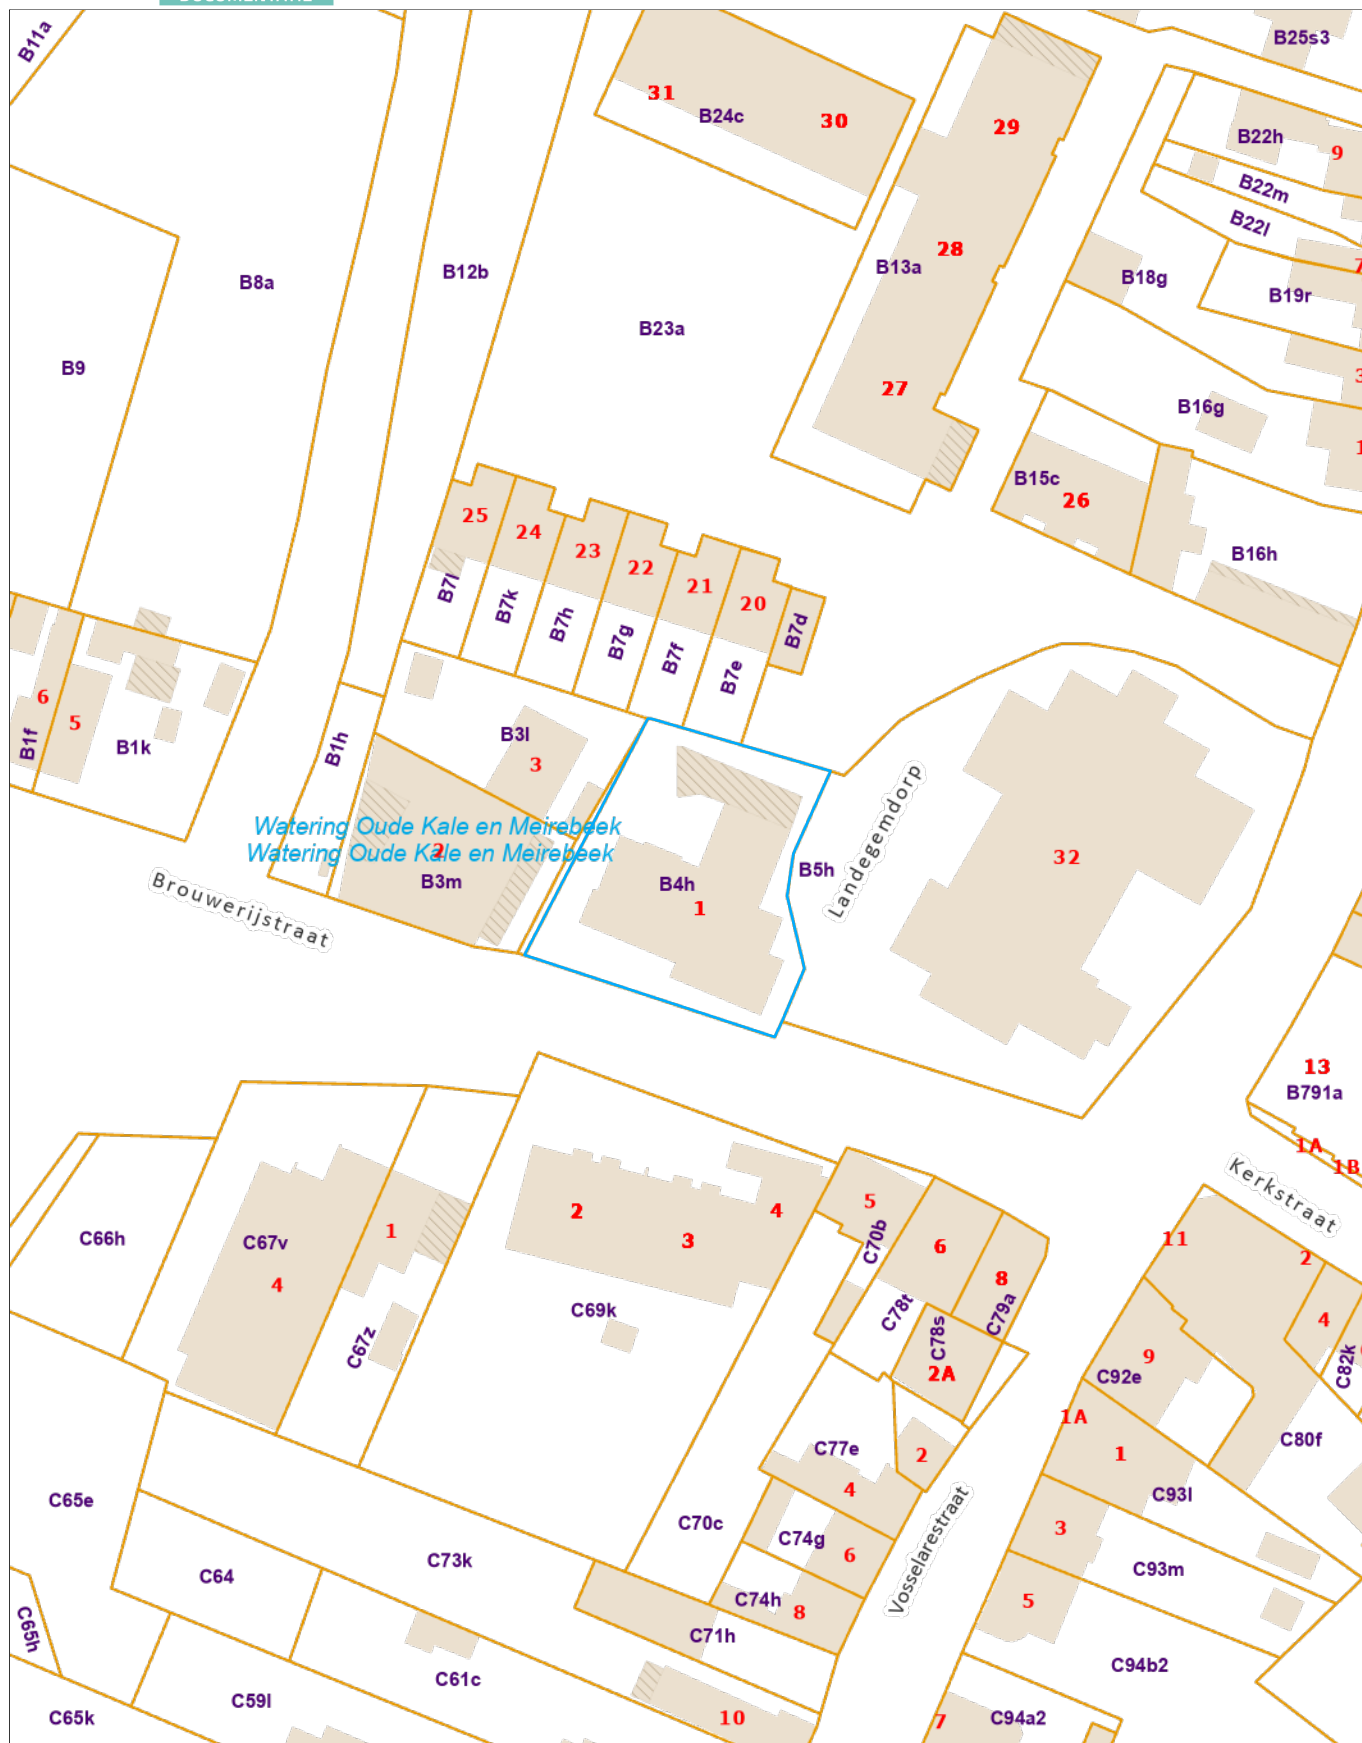 B11a
B25s3
31
B24c
30
29
B22h
9
B22m
B22l
7
B8a
B12b
B13a
28
B18g
B19r
B23a
B9
27
3
B16g
1
B15c
26
B16h
25
24
23
22
21
20
B7l
B7k
B7h
B7g
B7f
B7e
B7d
6
5
B1f
B1k
B1h
B3l
3
Watering Oude Kale en Meirebeek
Watering Oude Kale en Meirebeek
2
B3m
B4h
1
B5h
Landegemdorp
32
Brouwerijstraat
13
B791a
1A
1B
Kerkstraat
C66h
C67v
4
1
C67z
2
3
4
C69k
5
C70b
6
8
C78t
C79a
C78s
2A
11
2
4
C82k
9
C92e
1A
1
C80f
C77e
2
4
C93l
C65e
C70c
C74g
6
3
Vosselarestraat
C73k
C64
C93m
C74h
8
5
C65h
C71h
C61c
C94b2
C59l
C65k
10
7
C94a2